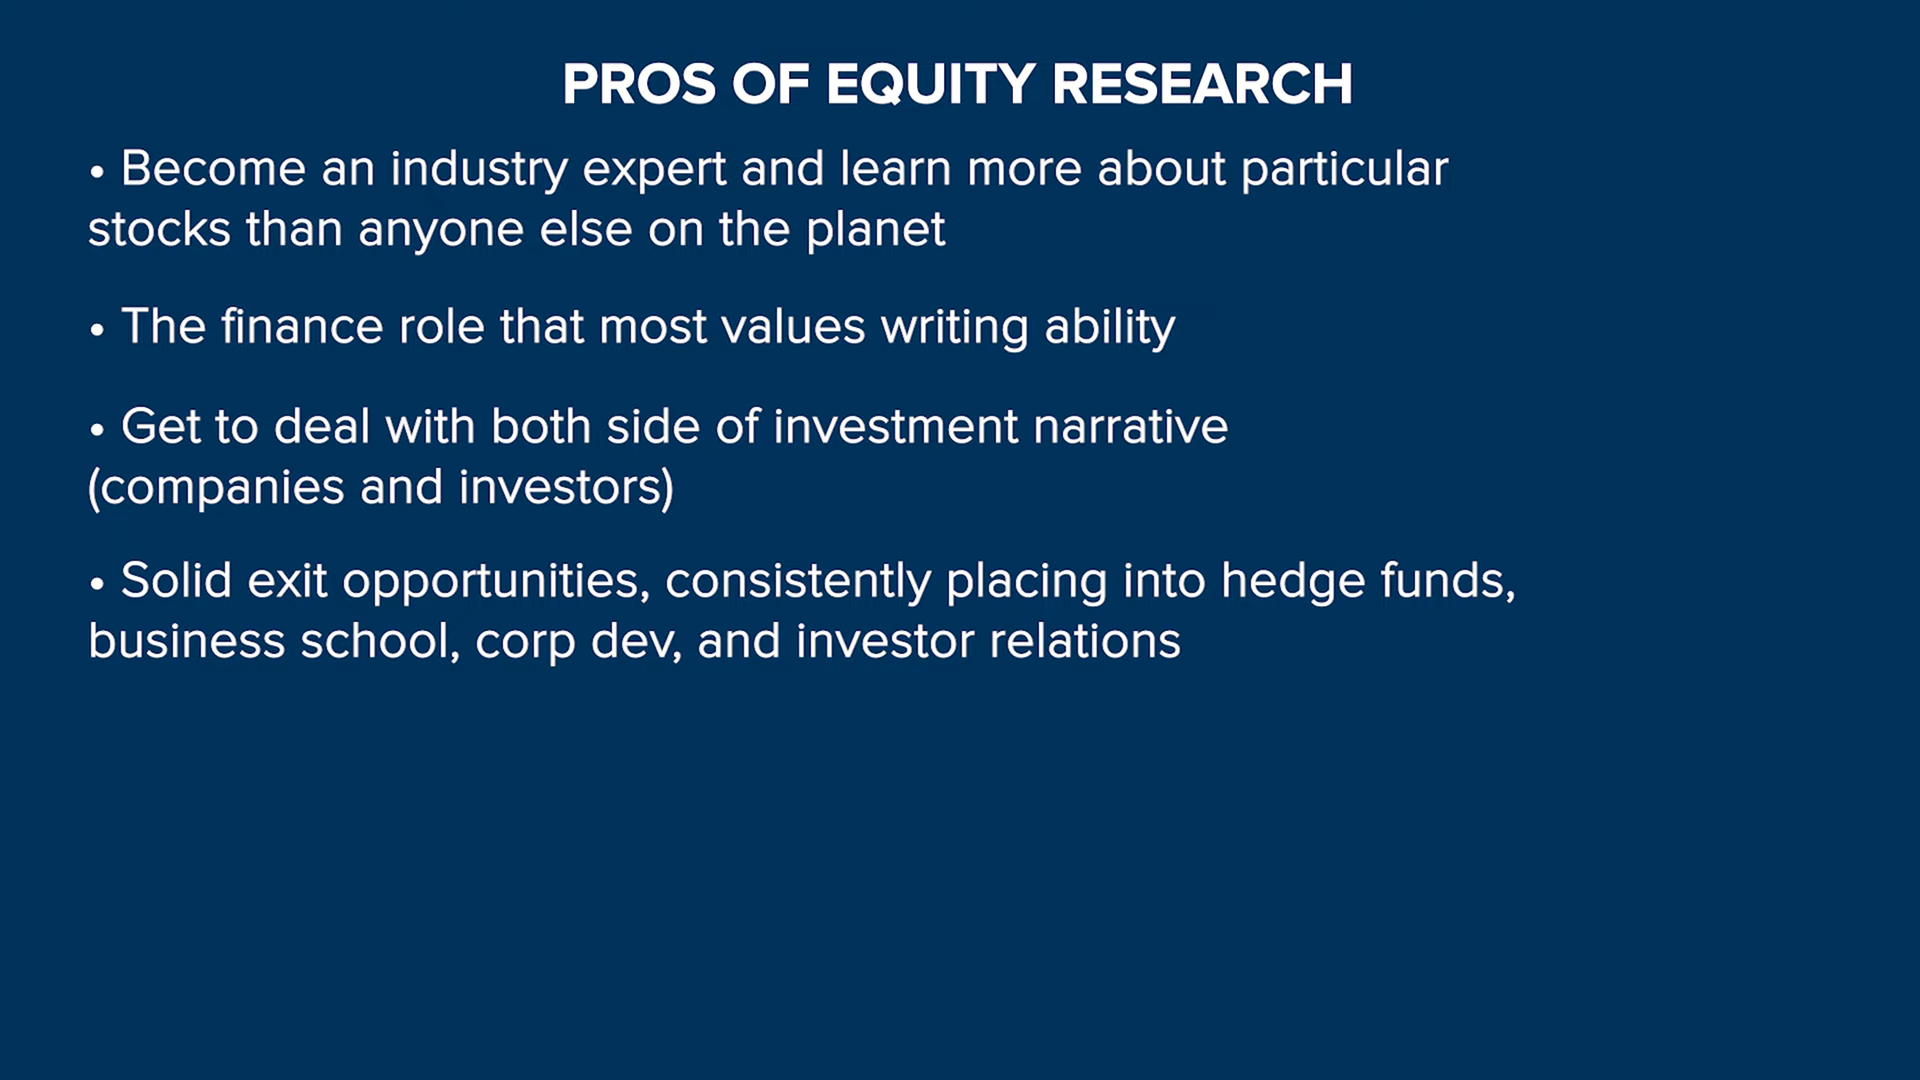 PROS OF EQUITY RESEARCH
• Become an industry expert and learn more about particular
stocks than anyone else on the planet
• The finance role that most values writing ability
• Get to deal with both side of investment narrative
(companies and investors)
• Solid exit opportunities, consistently placing into hedge funds,
business school, corp dev, and investor relations